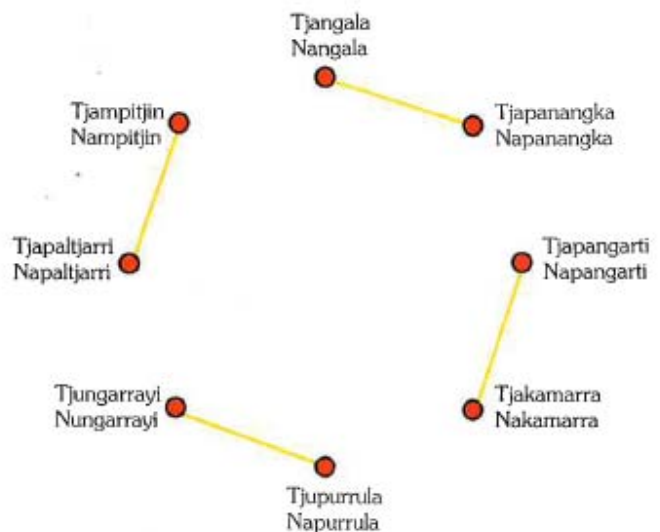 Tjangala
Nangala
Tjampitjin
Nampitjin
Tjapanangka
Napanangka
Tjapaltjarri
Napaltjarri
Tjapangarti
Napangarti
Tjungarrayi
Nungarrayi
Tjakamarra
Nakamarra
Tjupurrula
Napurrula